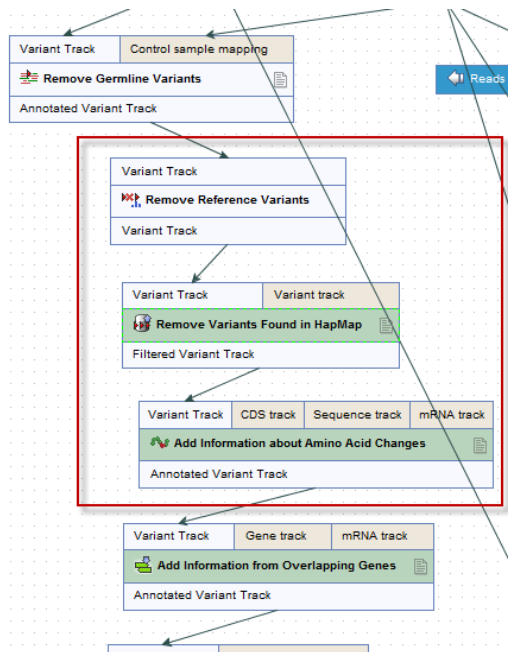 Variant Track Control sample mapping
Remove Germline Variants
Reads
Annotated Variant Track
Variant Track
Remove Reference Variants
Variant Track
Variant Track Variant track
Remove Variants Found in HapMap
Filtered Variant Track
Variant Track CDS track Sequence track mRNA track
Add Information about Amino Acid Changes
Annotated Variant Track
Variant Track Gene track mRNA track
Add Information from Overlapping Genes
Annotated Variant Track